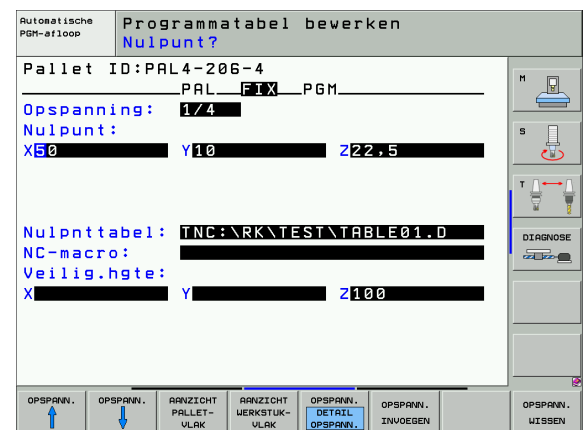 Automatische
PGM-afloop
Programmatabel bewerken
Nulpunt?
Pallet ID:PAL4-206-4
PAL FIX PGM
Opspanning: 1/4
Nulpunt:
X50 Y10 Z22,5
Nulpnttabel: TNC:\RK\TEST\TABLE01.D
NC-macro:
Veilig.hgte:
X Y Z100
M
S
T
DIAGNOSE
OPSPANN.
OPSPANN.
AANZICHT
PALLET-
VLAK
AANZICHT
WERKSTUK-
VLAK
OPSPANN.
DETAIL
OPSPANN.
OPSPANN.
INVOEGEN
OPSPANN.
WISSEN